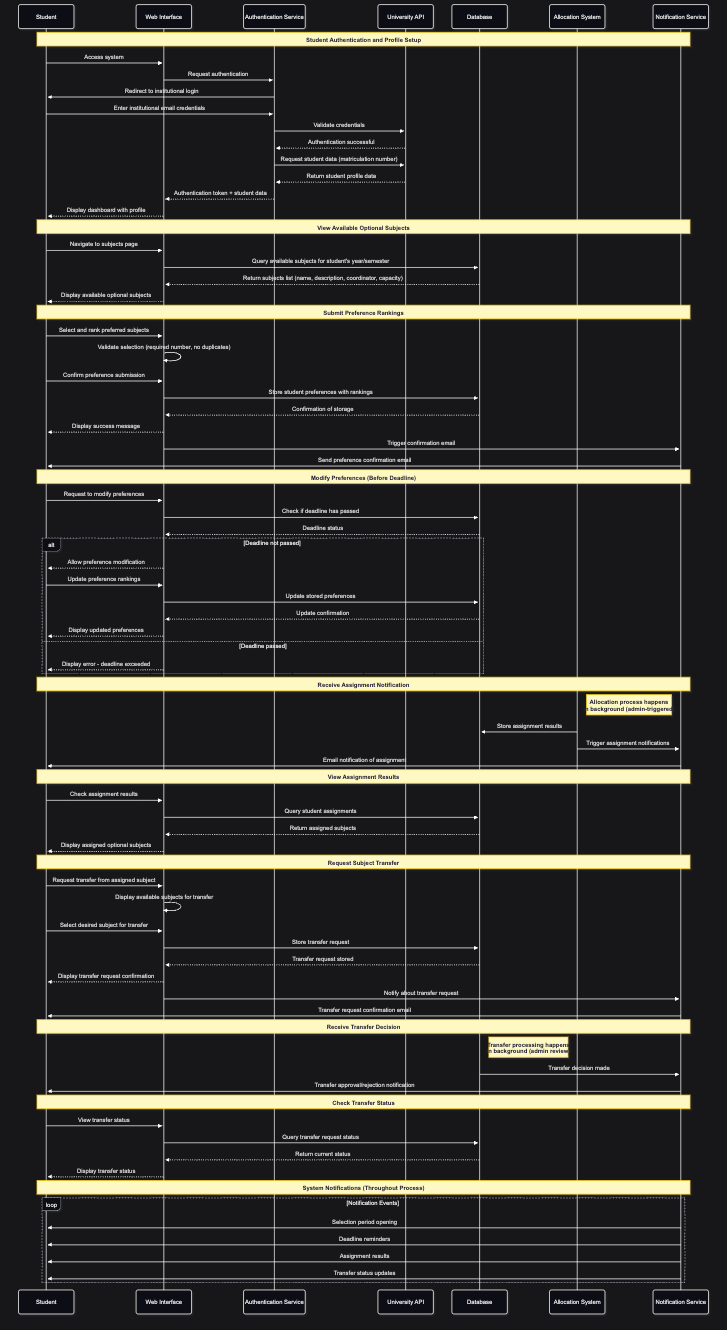 Student
Web Interface
Authentication Service
University API
Database
Allocation System
Notification Service
Student Authentication and Profile Setup
Access system
Request authentication
Redirect to institutional login
Enter institutional email credentials
Validate credentials
Authentication successful
Request student data (matriculation number)
Return student profile data
Authentication token + student data
Display dashboard with profile
View Available Optional Subjects
Navigate to subjects page
Query available subjects for student's year/semester
Return subjects list (name, description, coordinator, capacity)
Display available optional subjects
Submit Preference Rankings
Select and rank preferred subjects
Validate selection (required number, no duplicates)
Confirm preference submission
Store student preferences with rankings
Confirmation of storage
Display success message
Trigger confirmation email
Send preference confirmation email
Modify Preferences (Before Deadline)
Request to modify preferences
Check if deadline has passed
Deadline status
alt
[Deadline not passed]
Allow preference modification
Update preference rankings
Update stored preferences
Update confirmation
Display updated preferences
[Deadline passed]
Display error - deadline exceeded
Receive Assignment Notification
Allocation process happens
background (admin-triggered
Store assignment results
Trigger assignment notifications
Email notification of assignment
View Assignment Results
Check assignment results
Query student assignments
Return assigned subjects
Display assigned optional subjects
Request Subject Transfer
Request transfer from assigned subject
Display available subjects for transfer
Select desired subject for transfer
Store transfer request
Transfer request stored
Display transfer request confirmation
Notify about transfer request
Transfer request confirmation email
Receive Transfer Decision
Transfer processing happens
n background (admin review
Transfer decision made
Transfer approval/rejection notification
Check Transfer Status
View transfer status
Query transfer request status
Return current status
Display transfer status
System Notifications (Throughout Process)
loop
[Notification Events]
Selection period opening
Deadline reminders
Assignment results
Transfer status updates
Student
Web Interface
Authentication Service
University API
Database
Allocation System
Notification Service